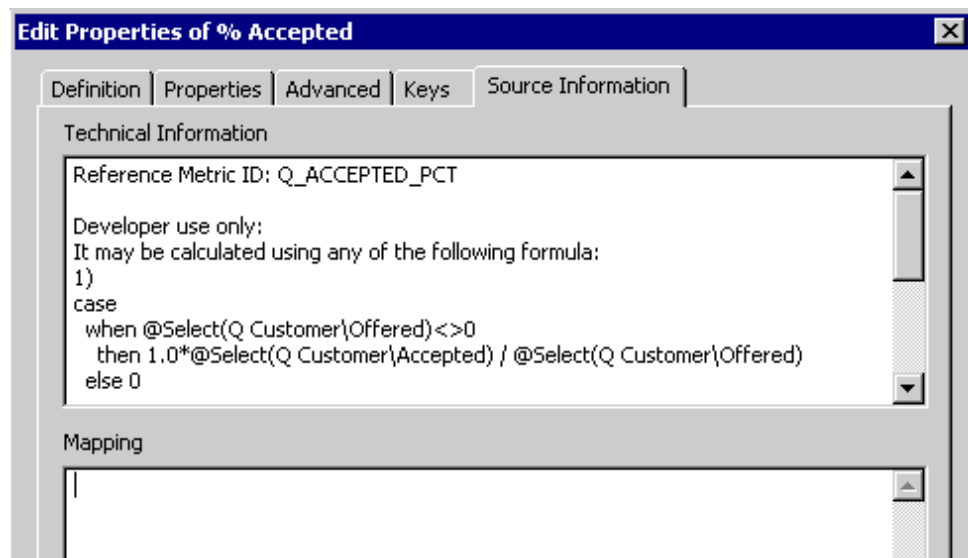 Edit Properties of % Accepted
Definition Properties Advanced Keys Source Information
Technical Information
Reference Metric ID: Q_ACCEPTED_PCT
Developer use only:
It may be calculated using any of the following formula:
1)
case
when @Select(Q Customer\Offered)<>0
then 1.0*@Select(Q Customer\Accepted) / @Select(Q Customer\Offered)
else 0
Mapping